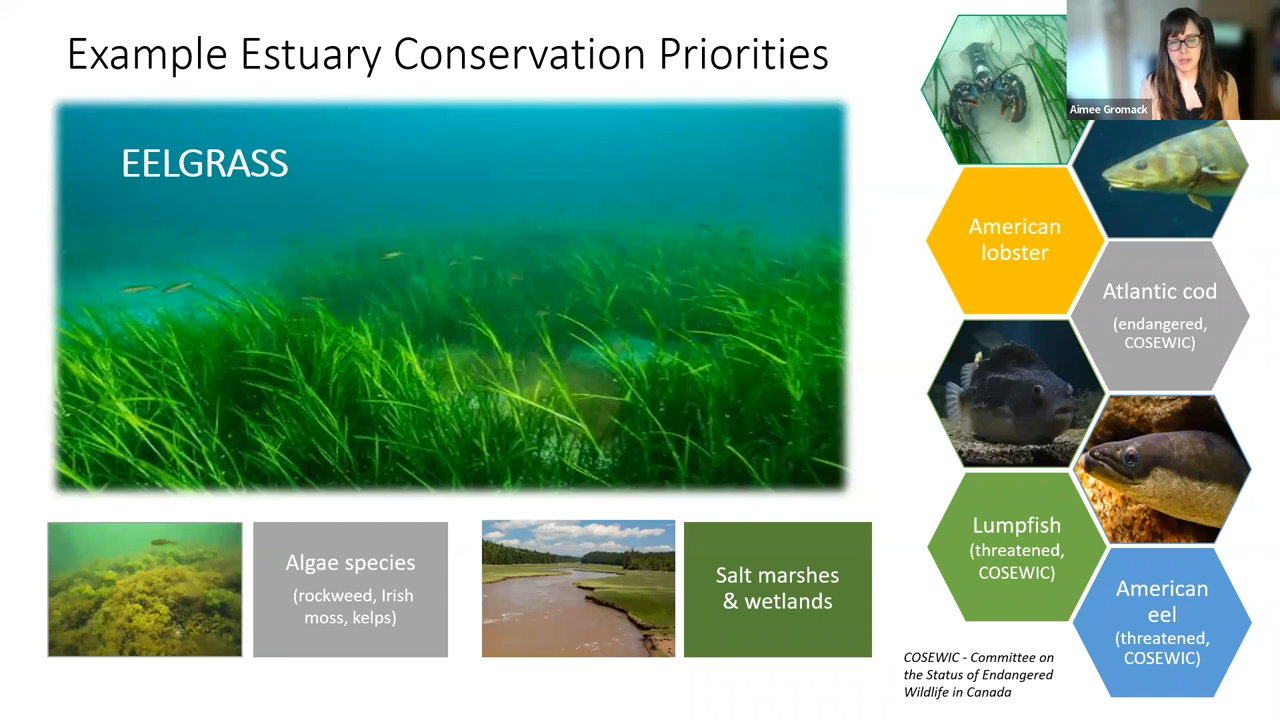 Example Estuary Conservation Priorities
EELGRASS
Aimee Gromack
American
lobster
Atlantic cod
(endangered,
COSEWIC)
Lumpfish
(threatened,
COSEWIC)
American
eel
(threatened,
COSEWIC)
Algae species
(rockweed, Irish
moss, kelps)
Salt marshes
& wetlands
COSEWIC - Committee on
the Status of Endangered
Wildlife in Canada